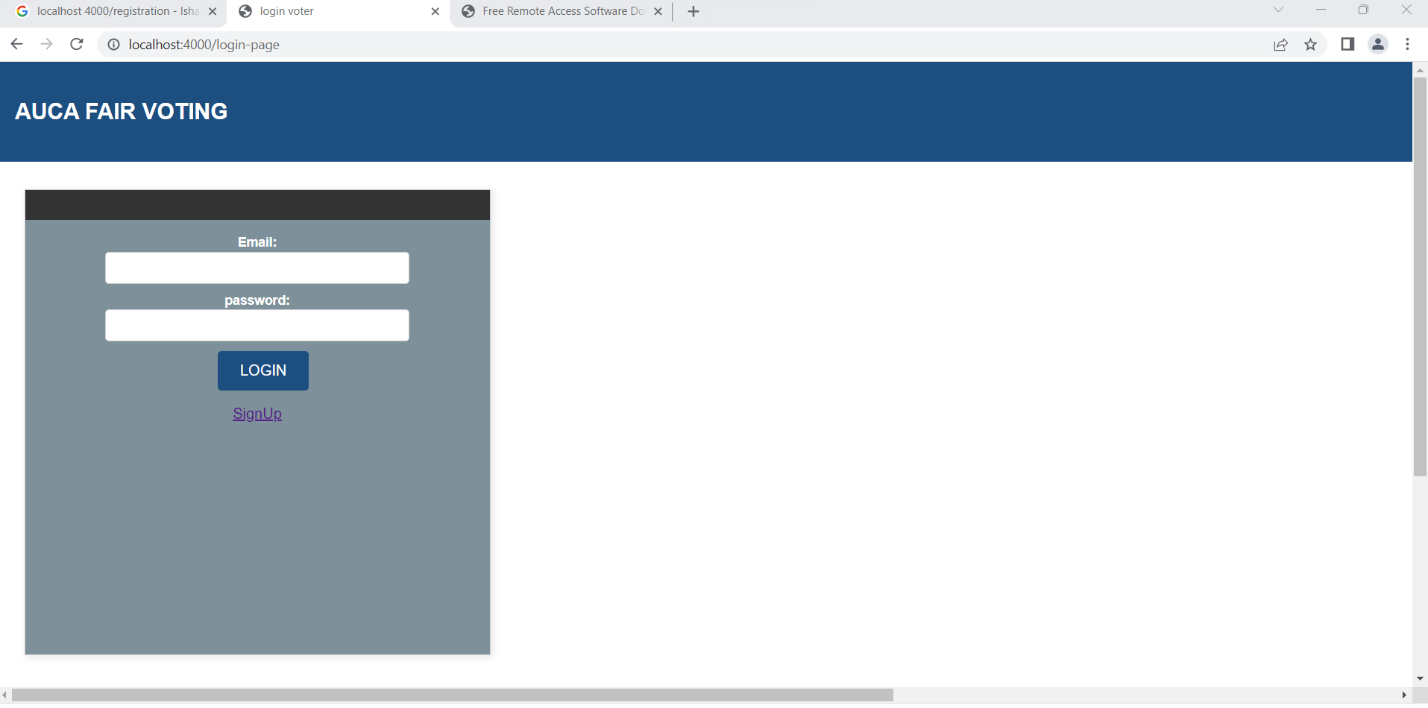 localhost 4000/registration - Isha
login voter
Free Remote Access Software Do
localhost:4000/login-page
AUCA FAIR VOTING
Email:
password:
LOGIN
SignUp